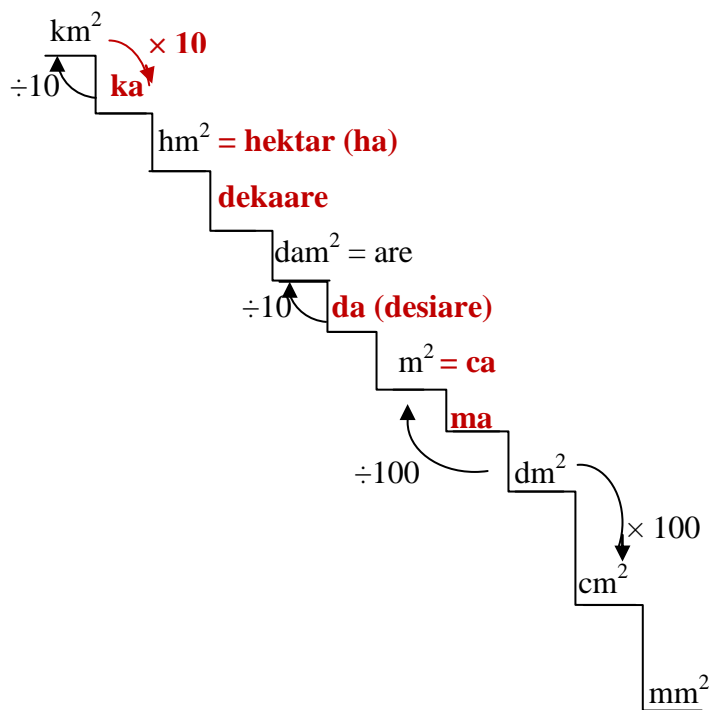 km²
× 10
÷10
ka
hm² = hektar (ha)
dekaare
dam² = are
÷10
da (desiare)
m² = ca
ma
÷100
dm²
× 100
cm²
mm²